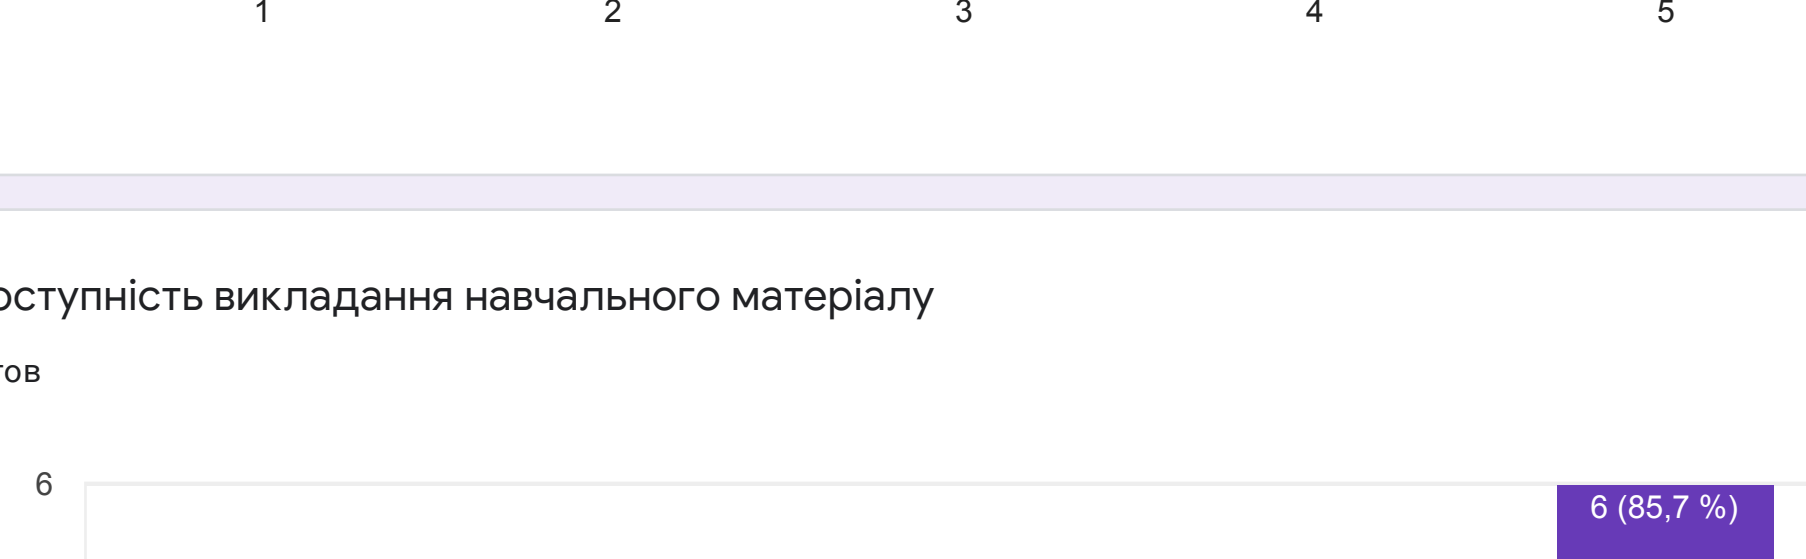 1 2 3 4 5
оступність викладання навчального матеріалу
тов
6
6 (85,7 %)